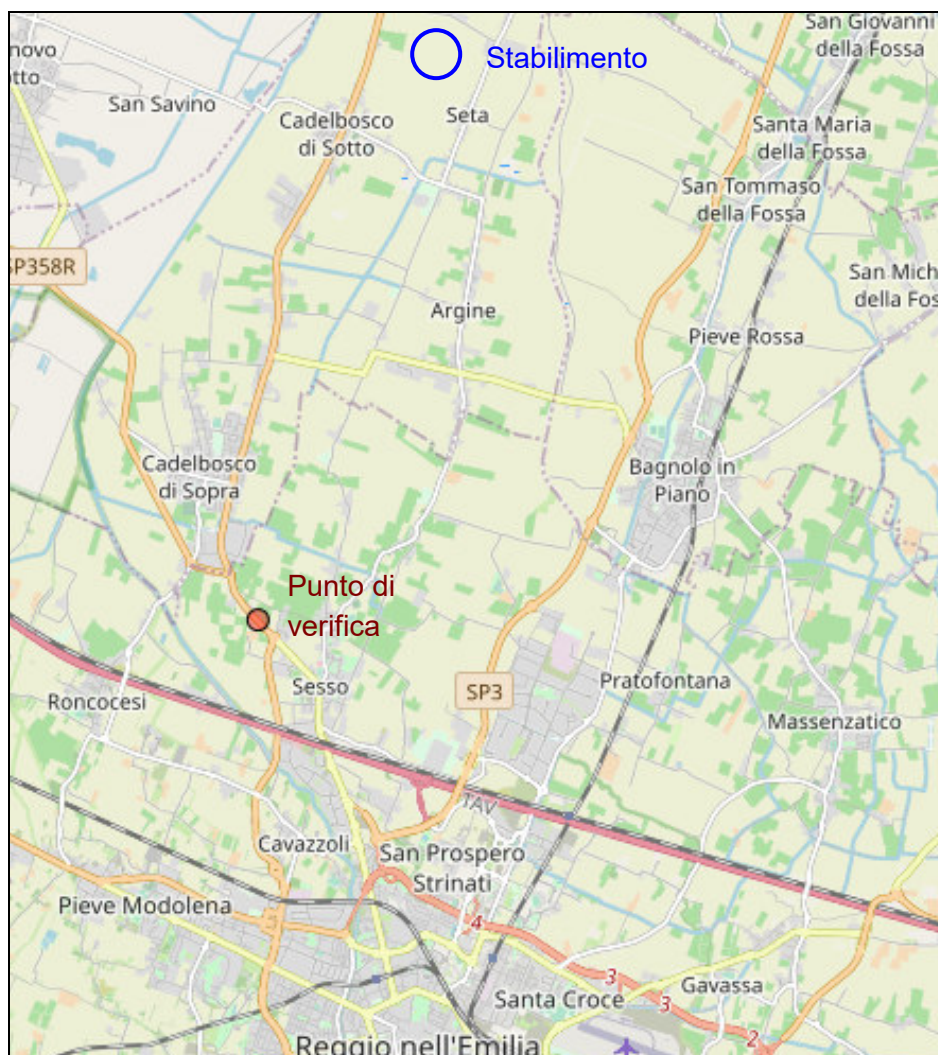 San Giovanni
della Fossa
novo
otto
Stabilimento
San Savino
Seta
Cadelbosco
di Sotto
Santa Maria
della Fossa
San Tommaso
della Fossa
SP358R
San Mich
della Fos
Argine
Pieve Rossa
Cadelbosco
di Sopra
Bagnolo in
Piano
Punto di
verifica
Sesso
SP3
Pratofontana
Roncocesi
Massenzatico
TAV
Cavazzoli
San Prospero
Strinati
Pieve Modolena
4
3
Gavassa
Santa Croce
3
2
Reggio nell'Emilia